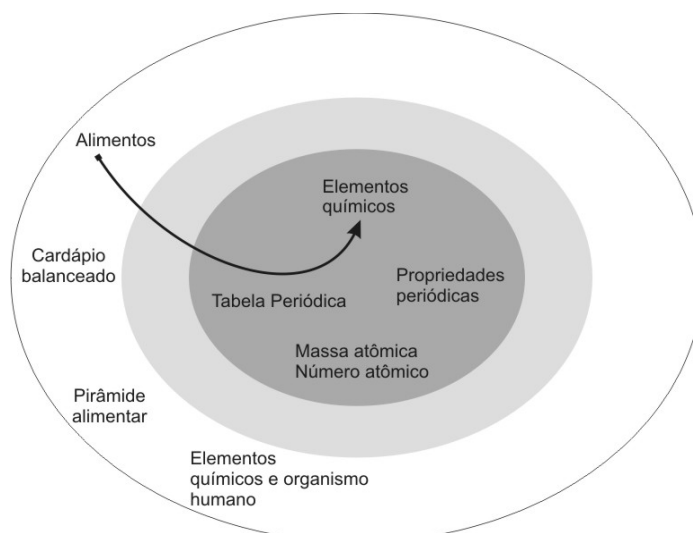 Alimentos
Elementos
químicos
Cardápio
balanceado
Propriedades
periódicas
Tabela Periódica
Massa atômica
Número atômico
Pirâmide
alimentar
Elementos
químicos e organismo
humano